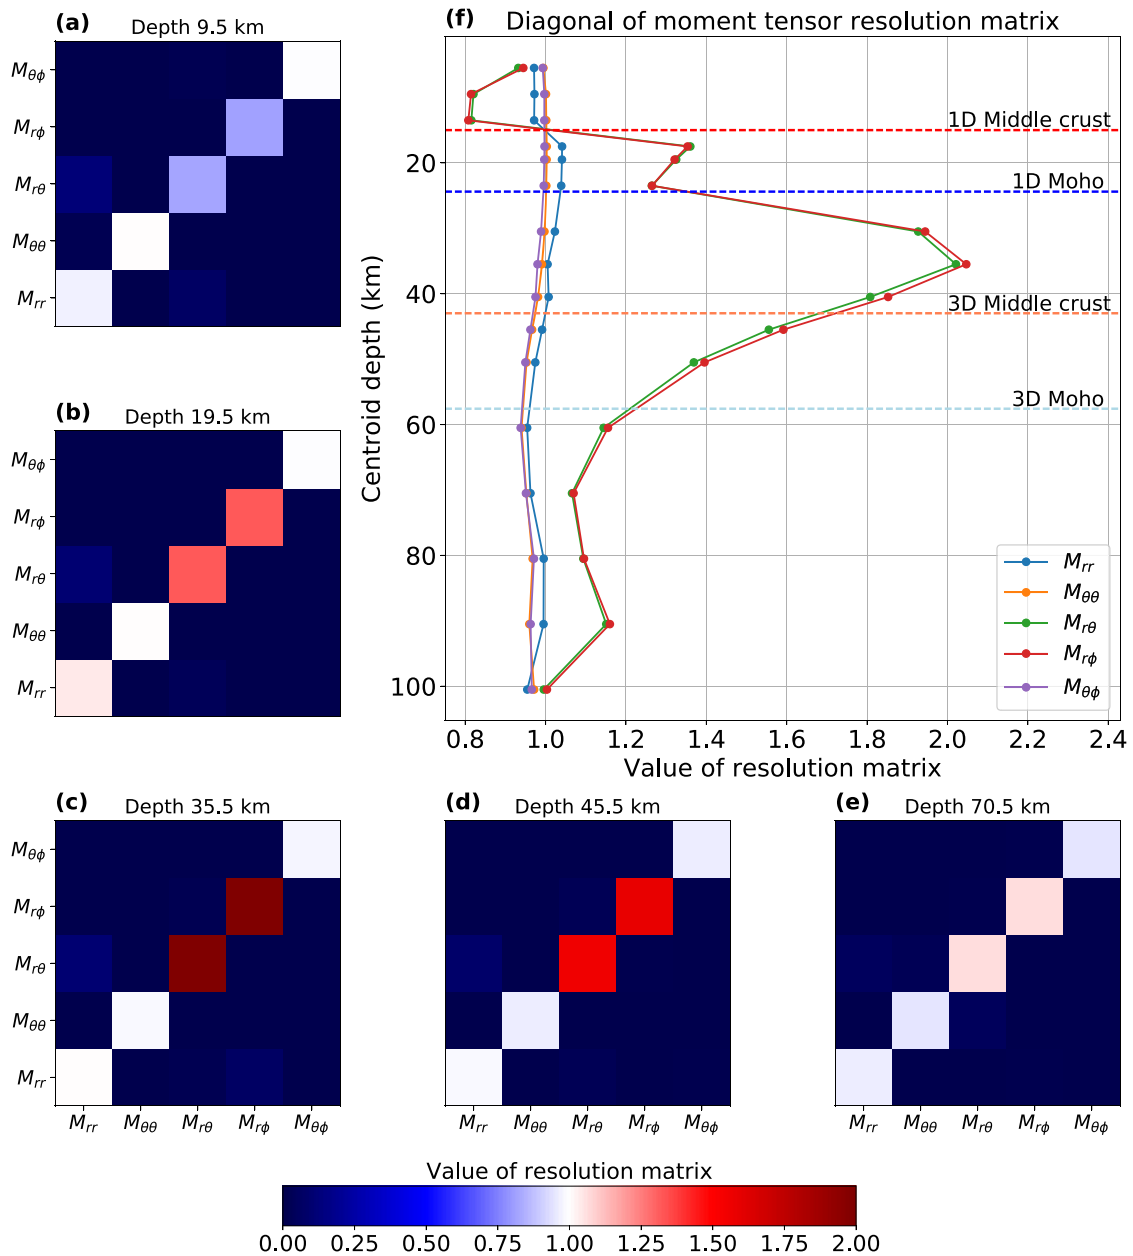 (a) Depth 9.5 km
Mθϕ
Mrϕ
Mrθ
Mθθ
Mrr
(b) Depth 19.5 km
Mθϕ
Mrϕ
Mrθ
Mθθ
Mrr
(f) Diagonal of moment tensor resolution matrix
1D Middle crust
1D Moho
3D Middle crust
3D Moho
20
40
60
80
100
Centroid depth (km)
Mrr
Mθθ
Mrθ
Mrϕ
Mθϕ
0.8 1.0 1.2 1.4 1.6 1.8 2.0 2.2 2.4
Value of resolution matrix
(c) Depth 35.5 km
Mθϕ
Mrϕ
Mrθ
Mθθ
Mrr
Mrr Mθθ Mrθ Mrϕ Mθϕ
(d) Depth 45.5 km
Mrr Mθθ Mrθ Mrϕ Mθϕ
(e) Depth 70.5 km
Mrr Mθθ Mrθ Mrϕ Mθϕ
Value of resolution matrix
0.00 0.25 0.50 0.75 1.00 1.25 1.50 1.75 2.00